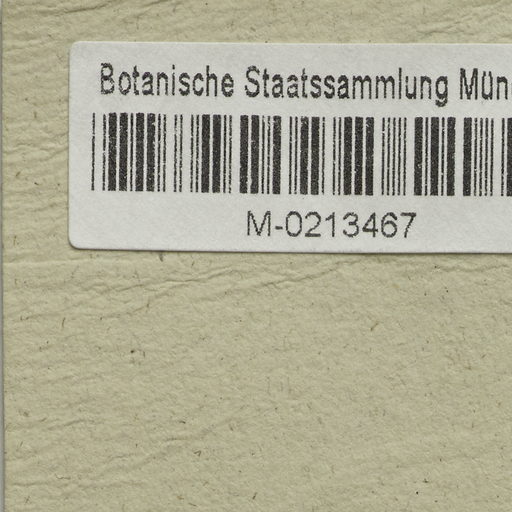 Botanische Staatssammlung Mün
M-0213467